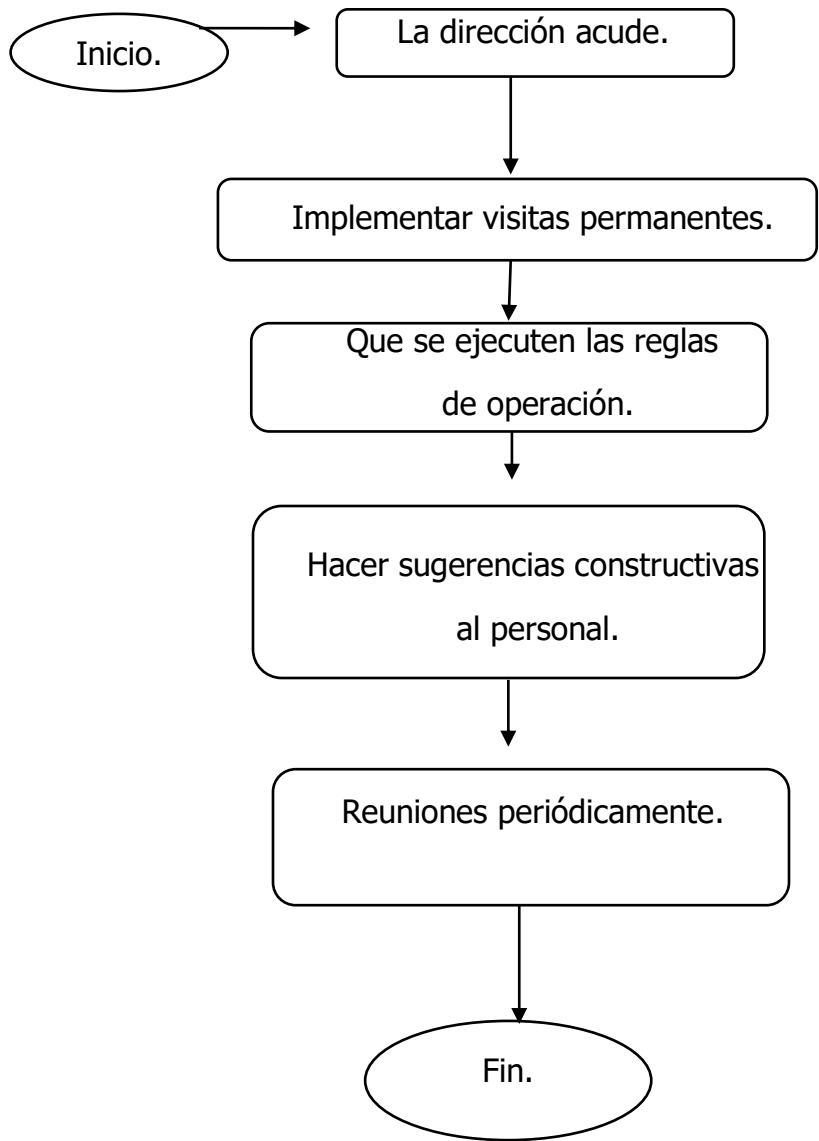 Inicio.
La dirección acude.
Implementar visitas permanentes.
Que se ejecuten las reglas
de operación.
Hacer sugerencias constructivas
al personal.
Reuniones periódicamente.
Fin.